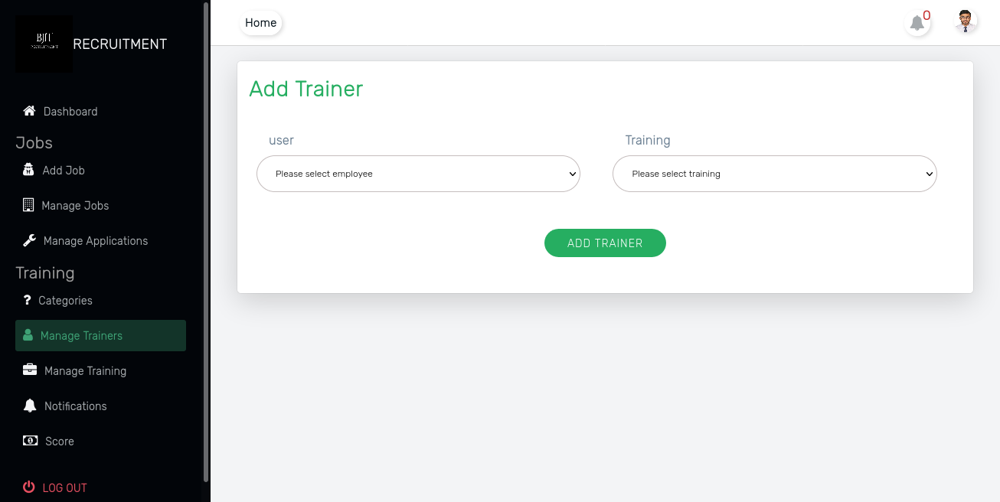 BJIT
RECRUITMENT
RECRUITMENT
Dashboard
Jobs
Add Job
Manage Jobs
Manage Applications
Training
Categories
Manage Trainers
Manage Training
Notifications
Score
LOG OUT
Home
0
Add Trainer
user
Training
Please select employee
Please select training
ADD TRAINER